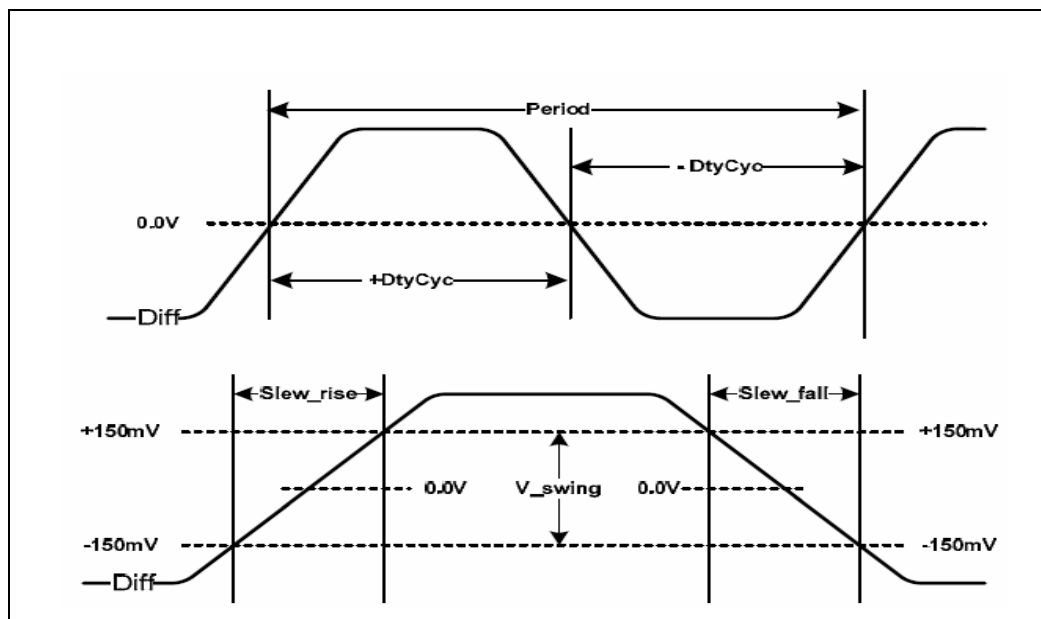 Period
- DtyCyc
0.0V
+DtyCyc
Diff
Slew_rise
Slew_fall
+150mV
+150mV
0.0V
V_swing
0.0V
-150mV
-150mV
Diff